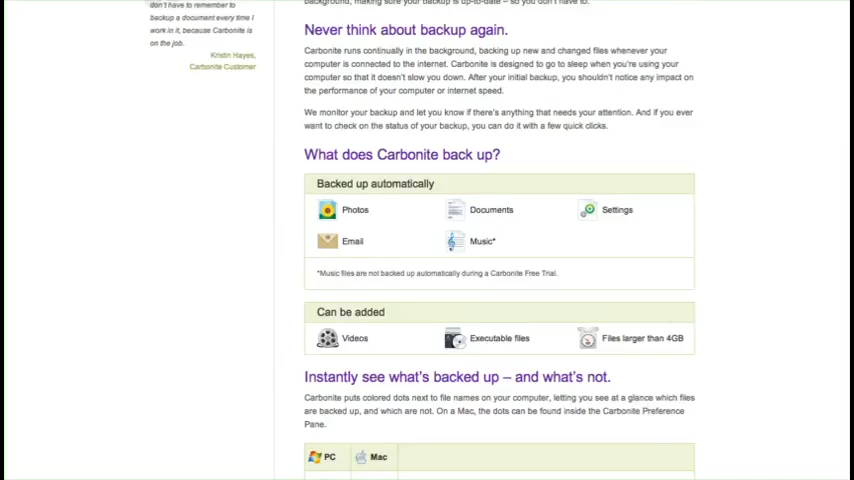 don't have to remember to
backup a document every time I
work in it, because Carbonite is
on the job.
Kristin Hayes,
Carbonite Customer
background, making sure your backup is up-to-date – so you don't have to.
Never think about backup again.
Carbonite runs continually in the background, backing up new and changed files whenever your
computer is connected to the internet. Carbonite is designed to go to sleep when you're using your
computer so that it doesn't slow you down. After your initial backup, you shouldn't notice any impact on
the performance of your computer or internet speed.
We monitor your backup and let you know if there's anything that needs your attention. And if you ever
want to check on the status of your backup, you can do it with a few quick clicks.
What does Carbonite back up?
Backed up automatically
Photos Documents Settings
Email Music*
*Music files are not backed up automatically during a Carbonite Free Trial.
Can be added
Videos Executable files Files larger than 4GB
Instantly see what's backed up – and what's not.
Carbonite puts colored dots next to file names on your computer, letting you see at a glance which files
are backed up, and which are not. On a Mac, the dots can be found inside the Carbonite Preference
Pane.
PC Mac